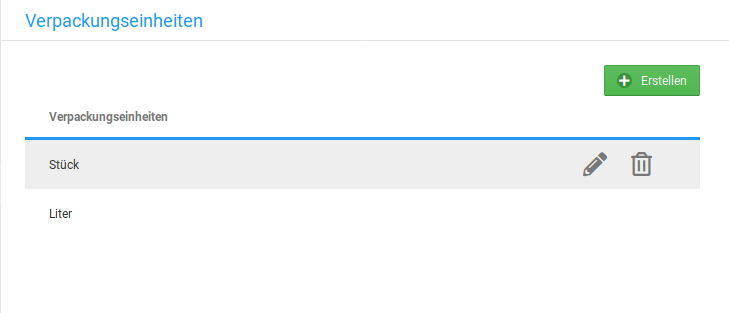 Verpackungseinheiten
Erstellen
Verpackungseinheiten
Stück
Liter